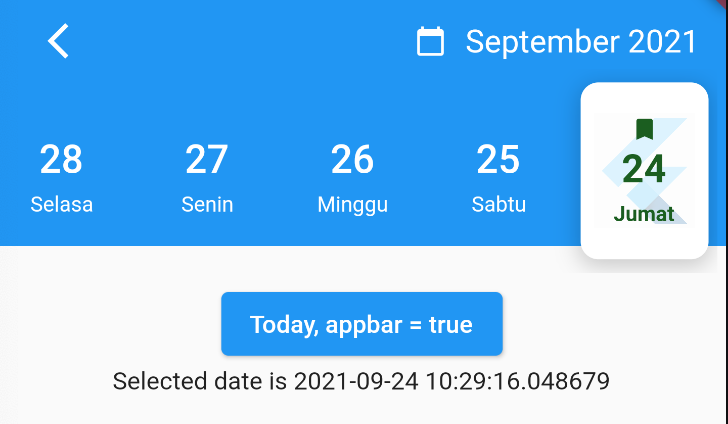 September 2021
28 27 26 25 24
Selasa Senin Minggu Sabtu Jumat
Today, appbar = true
Selected date is 2021-09-24 10:29:16.048679